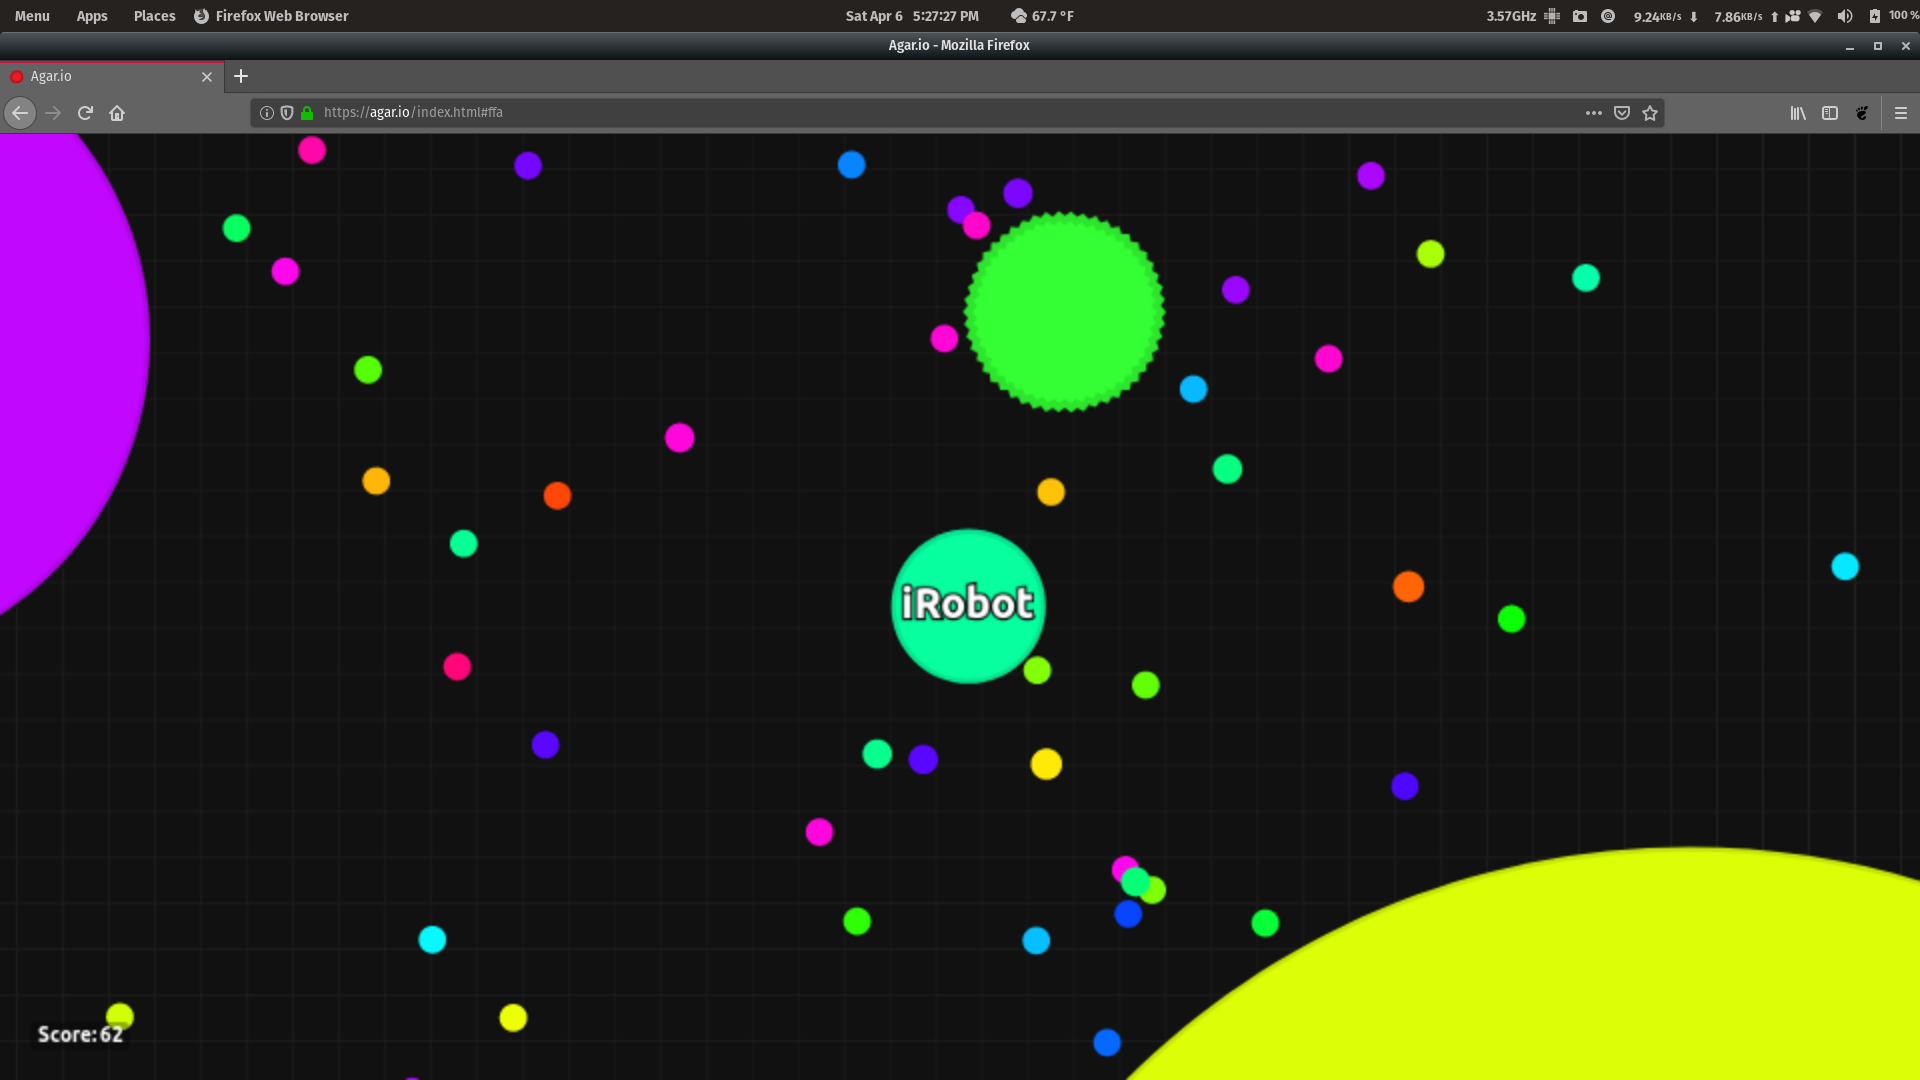 Menu Apps Places Firefox Web Browser Sat Apr 6 5:27:27 PM 67.7 °F 3.57GHz 9.24KB/s 7.86KB/s 100 %
Agar.io - Mozilla Firefox
Agar.io
https://agar.io/index.html#ffa
iRobot
Score: 62